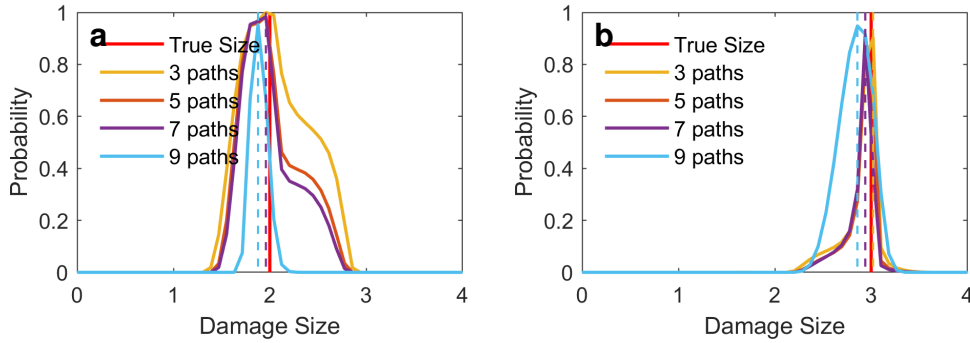 a
b
1
0.8
0.6
0.4
0.2
0
Probability
True Size
3 paths
5 paths
7 paths
9 paths
0 1 2 3 4
Damage Size
1
0.8
0.6
0.4
0.2
0
Probability
True Size
3 paths
5 paths
7 paths
9 paths
0 1 2 3 4
Damage Size